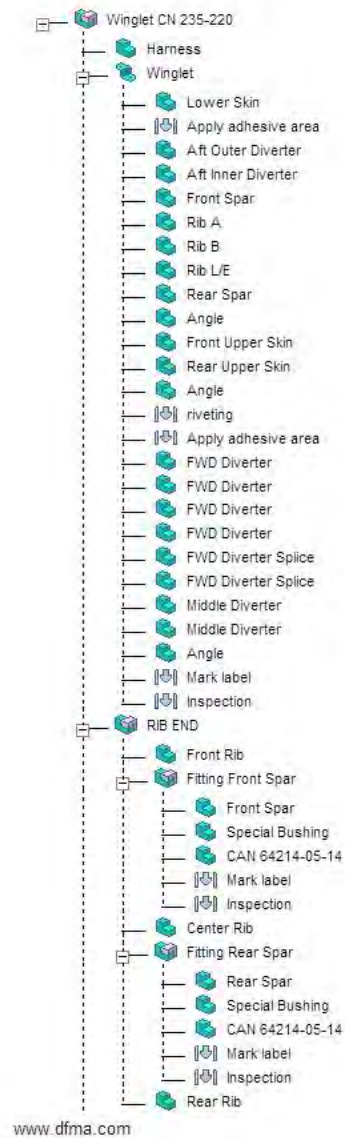 Winglet CN 235-220
Harness
Winglet
Lower Skin
Apply adhesive area
Aft Outer Diverter
Aft Inner Diverter
Front Spar
Rib A
Rib B
Rib L/E
Rear Spar
Angle
Front Upper Skin
Rear Upper Skin
Angle
riveting
Apply adhesive area
FWD Diverter
FWD Diverter
FWD Diverter
FWD Diverter
FWD Diverter Splice
FWD Diverter Splice
Middle Diverter
Middle Diverter
Angle
Mark label
Inspection
RIB END
Front Rib
Fitting Front Spar
Front Spar
Special Bushing
CAN 64214-05-14
Mark label
Inspection
Center Rib
Fitting Rear Spar
Rear Spar
Special Bushing
CAN 64214-05-14
Mark label
Inspection
Rear Rib
www.dfma.com